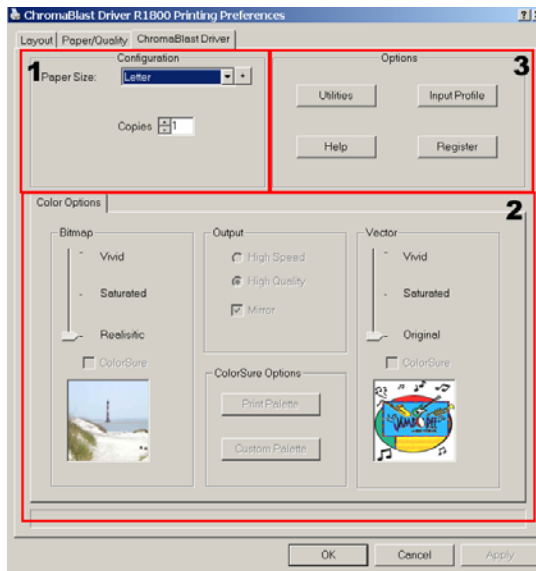 ChromaBlast Driver R1800 Printing Preferences
Layout Paper/Quality ChromaBlast Driver
Configuration
1
Paper Size: Letter
Copies 1
Options
3
Utilities Input Profile
Help Register
Color Options
2
Bitmap
Vivid
Saturated
Realisitic
ColorSure
Output
High Speed
High Quality
Mirror
ColorSure Options
Print Palette
Custom Palette
Vector
Vivid
Saturated
Original
ColorSure
OK Cancel Apply